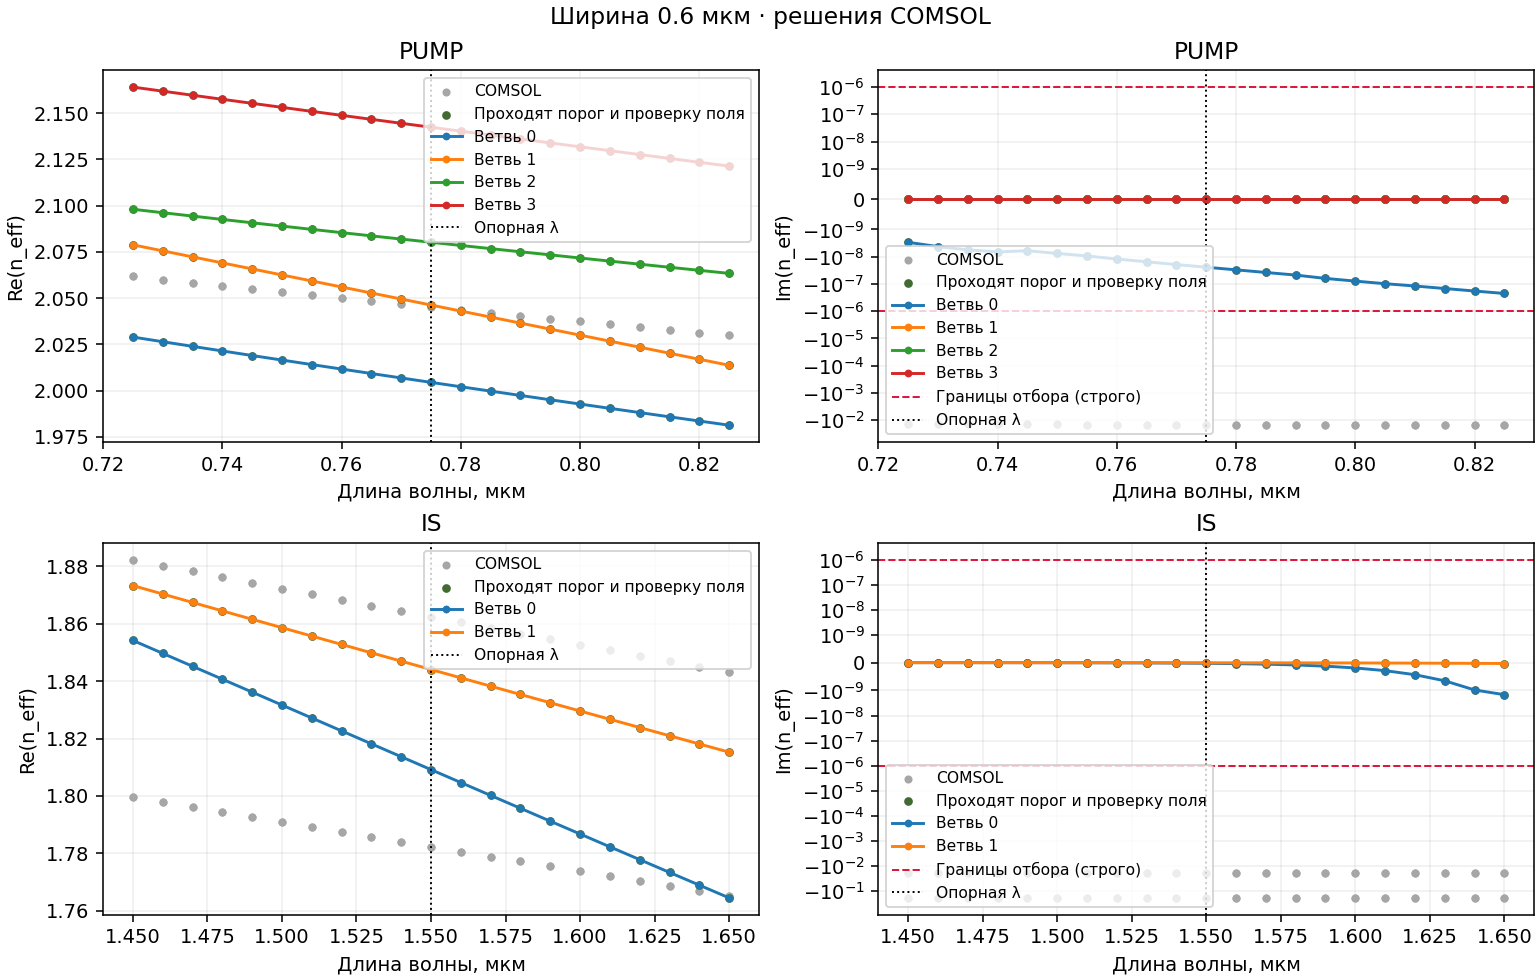 Ширина 0.6 мкм · решения COMSOL
PUMP
Re(n_eff)
2.150
2.125
2.100
2.075
2.050
2.025
2.000
1.975
0.72 0.74 0.76 0.78 0.80 0.82
Длина волны, мкм
COMSOL
Проходят порог и проверку поля
Ветвь 0
Ветвь 1
Ветвь 2
Ветвь 3
Опорная λ
PUMP
Im(n_eff)
10⁻⁶
10⁻⁷
10⁻⁸
10⁻⁹
0
−10⁻⁹
−10⁻⁸
−10⁻⁷
−10⁻⁶
−10⁻⁵
−10⁻⁴
−10⁻³
−10⁻²
0.72 0.74 0.76 0.78 0.80 0.82
Длина волны, мкм
COMSOL
Проходят порог и проверку поля
Ветвь 0
Ветвь 1
Ветвь 2
Ветвь 3
Границы отбора (строго)
Опорная λ
IS
Re(n_eff)
1.88
1.86
1.84
1.82
1.80
1.78
1.76
1.450 1.475 1.500 1.525 1.550 1.575 1.600 1.625 1.650
Длина волны, мкм
COMSOL
Проходят порог и проверку поля
Ветвь 0
Ветвь 1
Опорная λ
IS
Im(n_eff)
10⁻⁶
10⁻⁷
10⁻⁸
10⁻⁹
0
−10⁻⁹
−10⁻⁸
−10⁻⁷
−10⁻⁶
−10⁻⁵
−10⁻⁴
−10⁻³
−10⁻²
−10⁻¹
1.450 1.475 1.500 1.525 1.550 1.575 1.600 1.625 1.650
Длина волны, мкм
COMSOL
Проходят порог и проверку поля
Ветвь 0
Ветвь 1
Границы отбора (строго)
Опорная λ